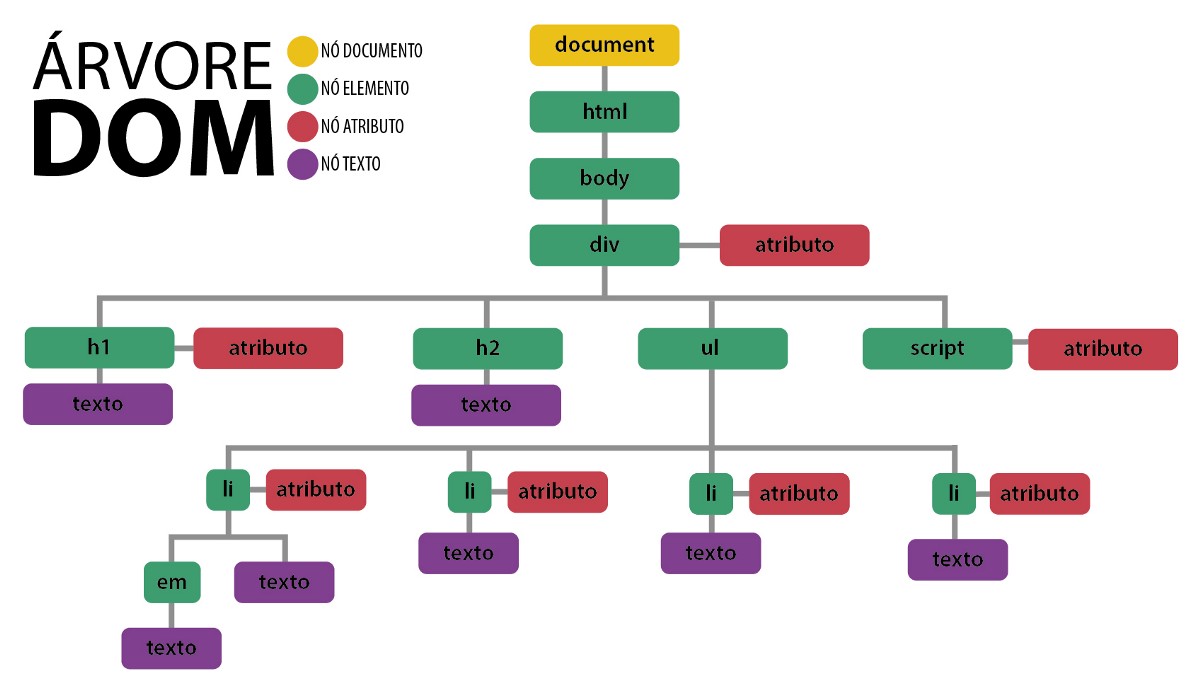 ÁRVORE
DOM
NÓ DOCUMENTO
NÓ ELEMENTO
NÓ ATRIBUTO
NÓ TEXTO
document
html
body
div
atributo
h1
atributo
h2
ul
script
atributo
texto
texto
li
atributo
li
atributo
li
atributo
li
atributo
texto
texto
texto
em
texto
texto